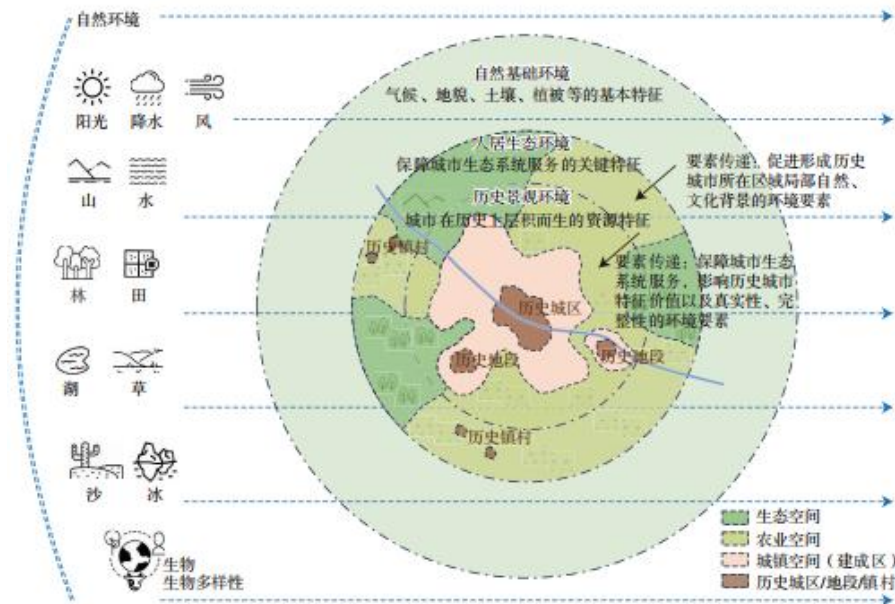 自然环境
阳光
降水
风
山
水
林
田
湖
草
沙
冰
生物
生物多样性
自然基础环境
气候、地貌、土壤、植被等的基本特征
人居生态环境
保障城市生态系统服务的关键特征
历史景观环境
城市在历史上层积而生的资源特征
要素传递：促进形成历史
城市所在区域局部自然、
文化背景的环境要素
要素传递：保障城市生态
系统服务，影响历史城市
特征价值以及真实性、完
整性的环境要素
历史镇村
历史城区
历史地段
历史地段
历史镇村
生态空间
农业空间
城镇空间（建成区）
历史城区/地段/镇村